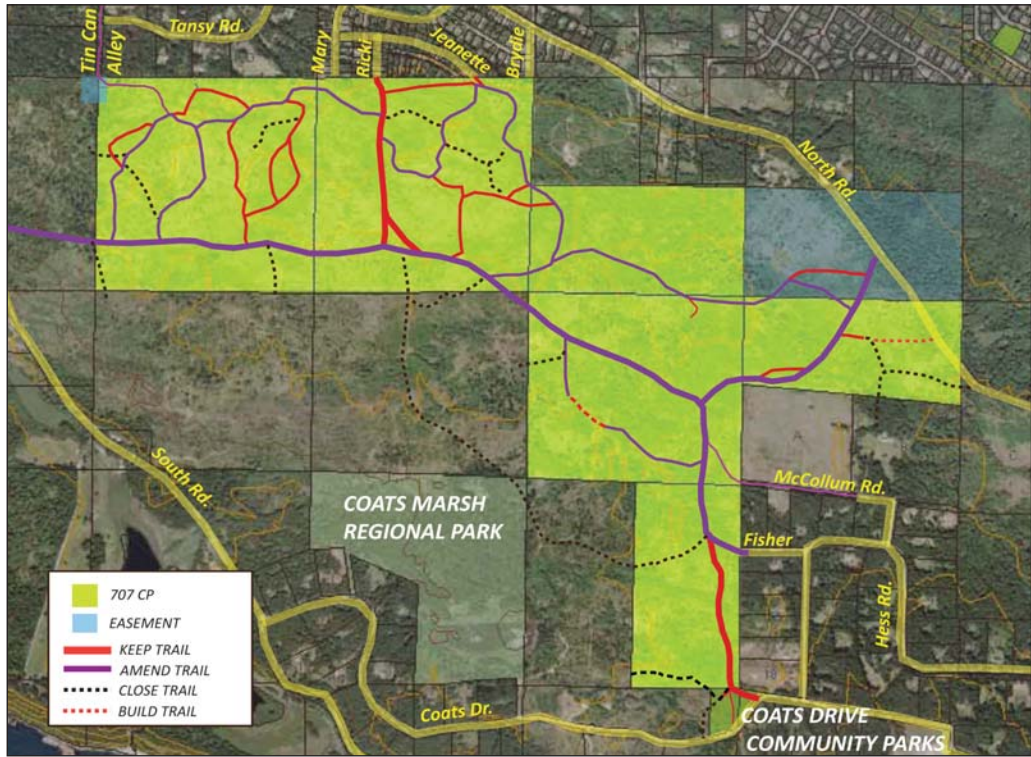 Tansy Rd.
Tin Can
Alley
Mary
Ricki
Jeanette
Brydie
North Rd.
South Rd.
COATS MARSH
REGIONAL PARK
McCollum Rd.
Fisher
Hess Rd.
18
Coats Dr.
COATS DRIVE
COMMUNITY PARKS
707 CP
EASEMENT
KEEP TRAIL
AMEND TRAIL
CLOSE TRAIL
BUILD TRAIL